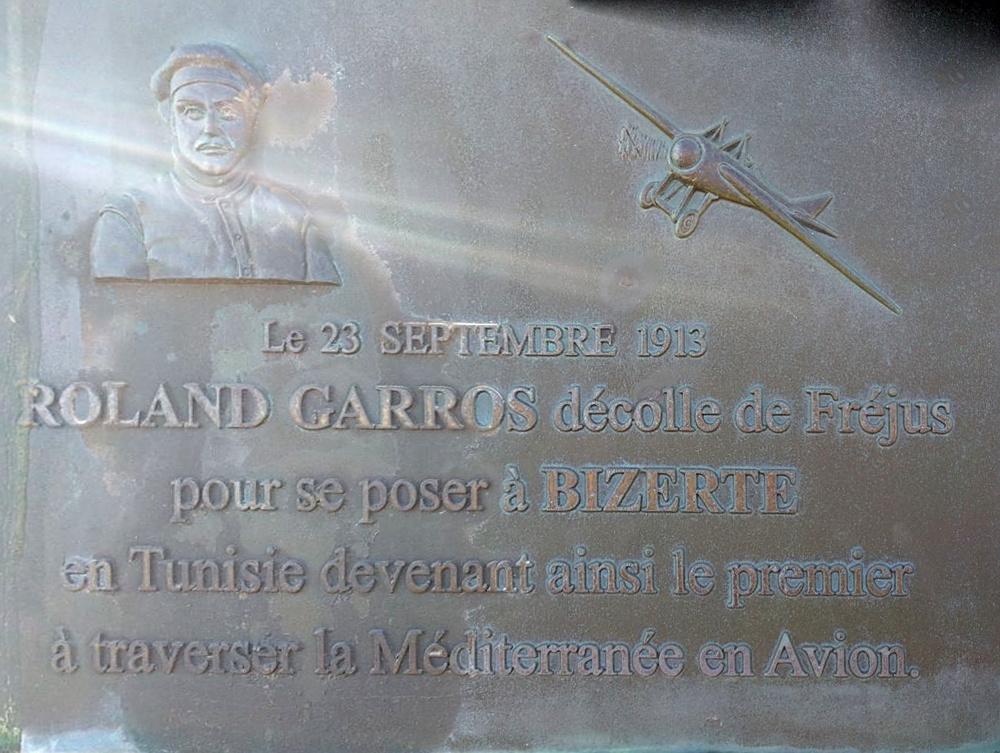 Le 23 SEPTEMBRE 1913
ROLAND GARROS décolle de Fréjus
pour se poser à BIZERTE
en Tunisie devenant ainsi le premier
à traverser la Méditerranée en Avion.